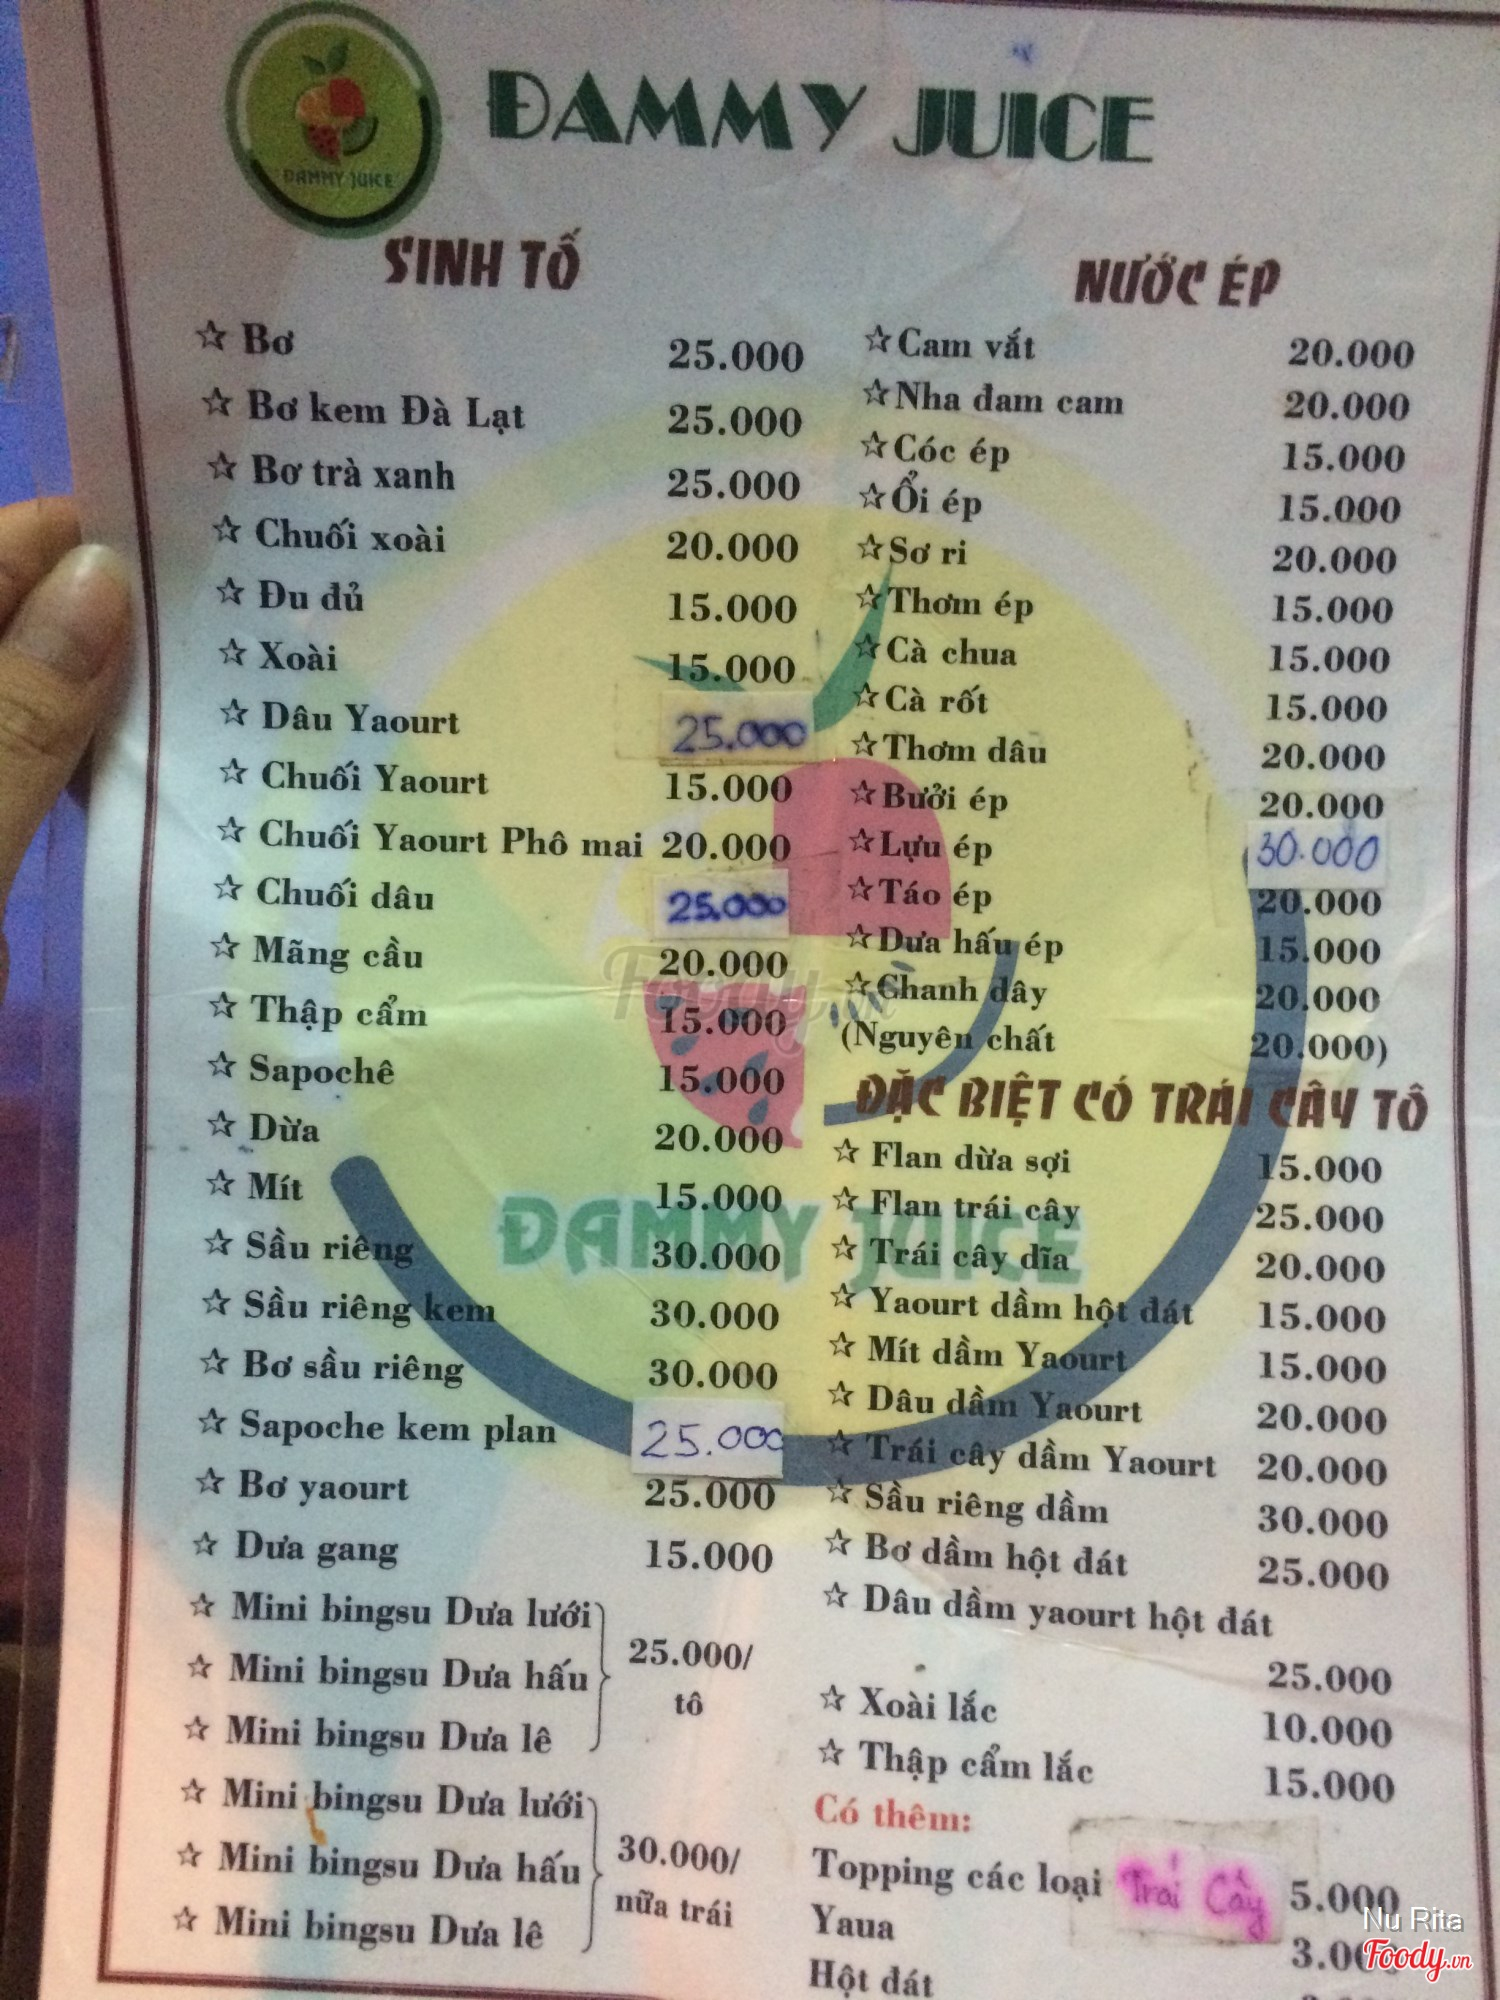 ĐAMMY JUICE
ĐAMMY JUICE
SINH TỐ
☆ Bơ 25.000
☆ Bơ kem Đà Lạt 25.000
☆ Bơ trà xanh 25.000
☆ Chuối xoài 20.000
☆ Đu đủ 15.000
☆ Xoài 15.000
☆ Dâu Yaourt 25.000
☆ Chuối Yaourt 15.000
☆ Chuối Yaourt Phô mai 20.000
☆ Chuối dâu 25.000
☆ Mãng cầu 20.000
☆ Thập cẩm 15.000
☆ Sapochê 15.000
☆ Dừa 20.000
☆ Mít 15.000
☆ Sầu riêng 30.000
☆ Sầu riêng kem 30.000
☆ Bơ sầu riêng 30.000
☆ Sapoche kem plan 25.000
☆ Bơ yaourt 25.000
☆ Dưa gang 15.000
☆ Mini bingsu Dưa lưới
☆ Mini bingsu Dưa hấu 25.000/
tô
☆ Mini bingsu Dưa lê
☆ Mini bingsu Dưa lưới
☆ Mini bingsu Dưa hấu 30.000/
nữa trái
☆ Mini bingsu Dưa lê
NƯỚC ÉP
☆ Cam vắt 20.000
☆ Nha đam cam 20.000
☆ Cóc ép 15.000
☆ Ổi ép 15.000
☆ Sơ ri 20.000
☆ Thơm ép 15.000
☆ Cà chua 15.000
☆ Cà rốt 15.000
☆ Thơm dâu 20.000
☆ Bưởi ép 20.000
☆ Lựu ép 30.000
☆ Táo ép 20.000
☆ Dưa hấu ép 15.000
☆ Chanh dây 20.000
(Nguyên chất 20.000)
ĐẶC BIỆT CÓ TRÁI CÂY TÔ
☆ Flan dừa sợi 15.000
☆ Flan trái cây 25.000
☆ Trái cây dĩa 20.000
☆ Yaourt dầm hột đát 15.000
☆ Mít dầm Yaourt 15.000
☆ Dâu dầm Yaourt 20.000
☆ Trái cây dầm Yaourt 20.000
☆ Sầu riêng dầm 30.000
☆ Bơ dầm hột đát 25.000
☆ Dâu dầm yaourt hột đát
25.000
☆ Xoài lắc 10.000
☆ Thập cẩm lắc 15.000
Có thêm:
Topping các loại Trái Cây 5.000
Yaua 3.000
Hột đát
ĐAMMY JUICE
Foody.vn
Nu Rita
Foody.vn